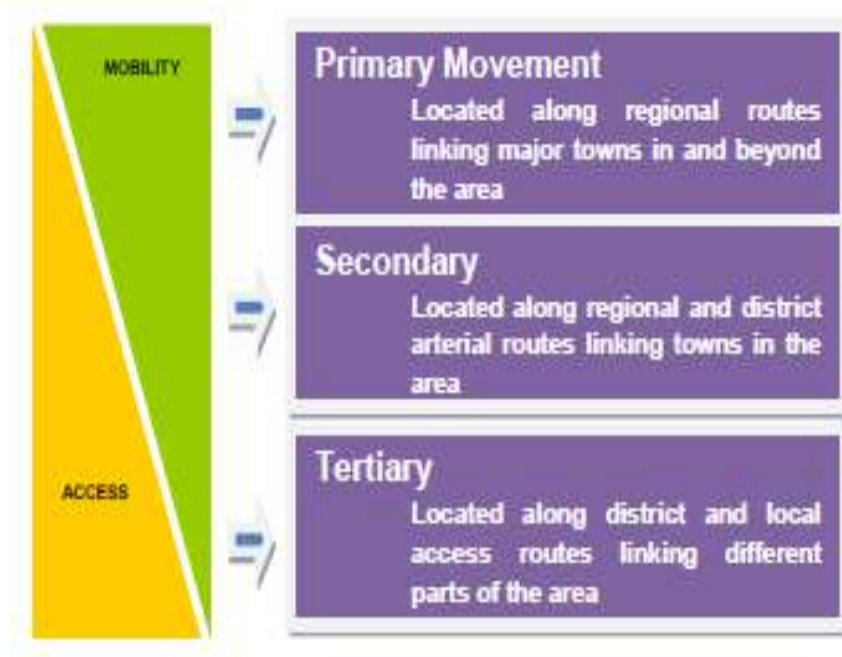 MOBILITY
Primary Movement
Located along regional routes
linking major towns in and beyond
the area
Secondary
Located along regional and district
arterial routes linking towns in the
area
ACCESS
Tertiary
Located along district and local
access routes linking different
parts of the area